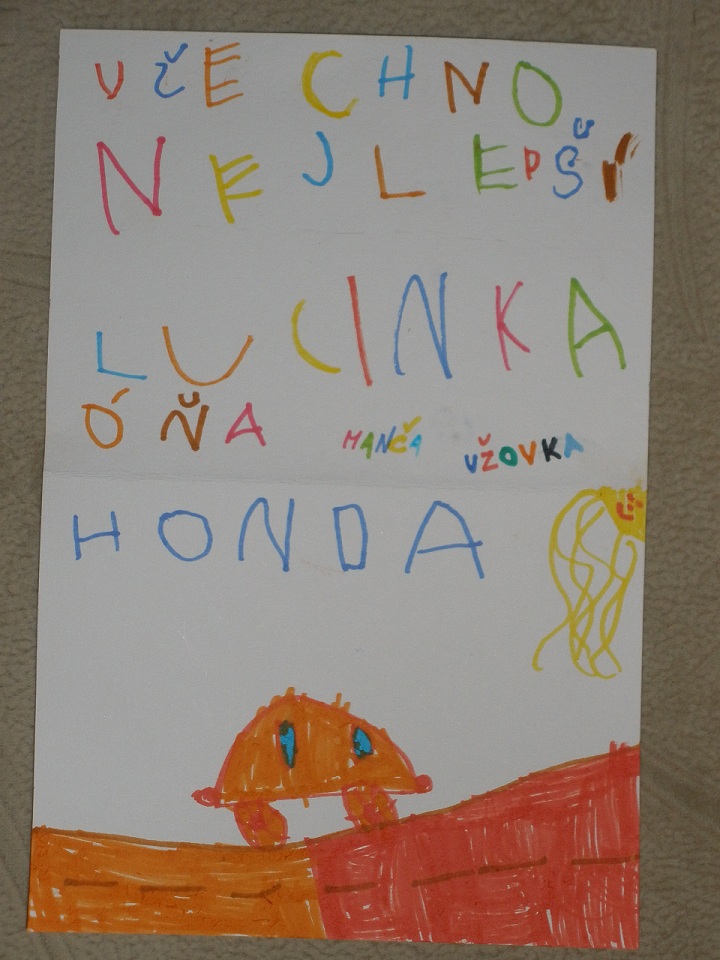 VŠECHNO
NEJLEPŠÍ
LUCINKA
ÓŇA MANČA UŽOVKA
HONDA